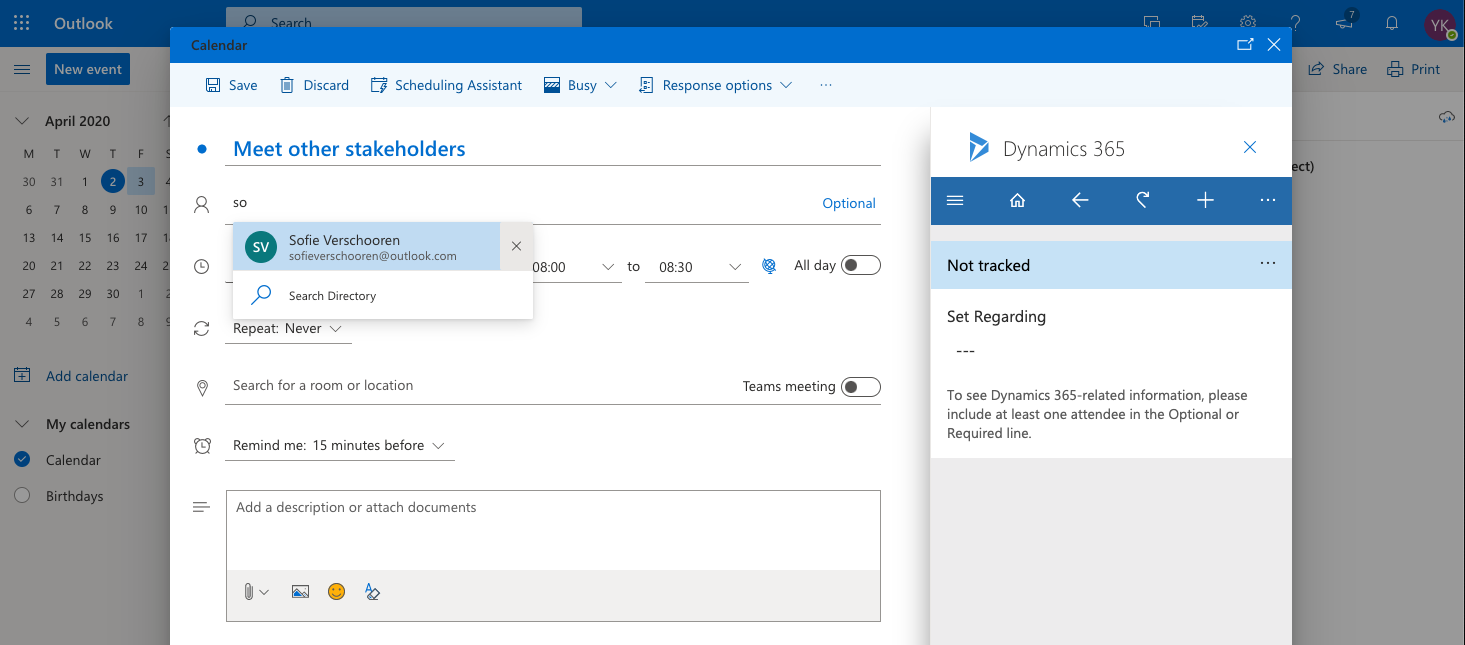 Outlook
Search
7
YK
Calendar
New event
Save
Discard
Scheduling Assistant
Busy
Response options
...
Share
Print
April 2020
M T W T F S
30 31 1 2 3 4
6 7 8 9 10
13 14 15 16 17
20 21 22 23 24 2
27 28 29 30 1 2
4 5 6 7 8 9
Add calendar
My calendars
Calendar
Birthdays
Meet other stakeholders
so
Optional
SV
Sofie Verschooren
sofieverschooren@outlook.com
Search Directory
08:00 to 08:30
All day
Repeat: Never
Search for a room or location
Teams meeting
Remind me: 15 minutes before
Add a description or attach documents
Dynamics 365
...
Not tracked
...
Set Regarding
---
To see Dynamics 365-related information, please
include at least one attendee in the Optional or
Required line.
ect)